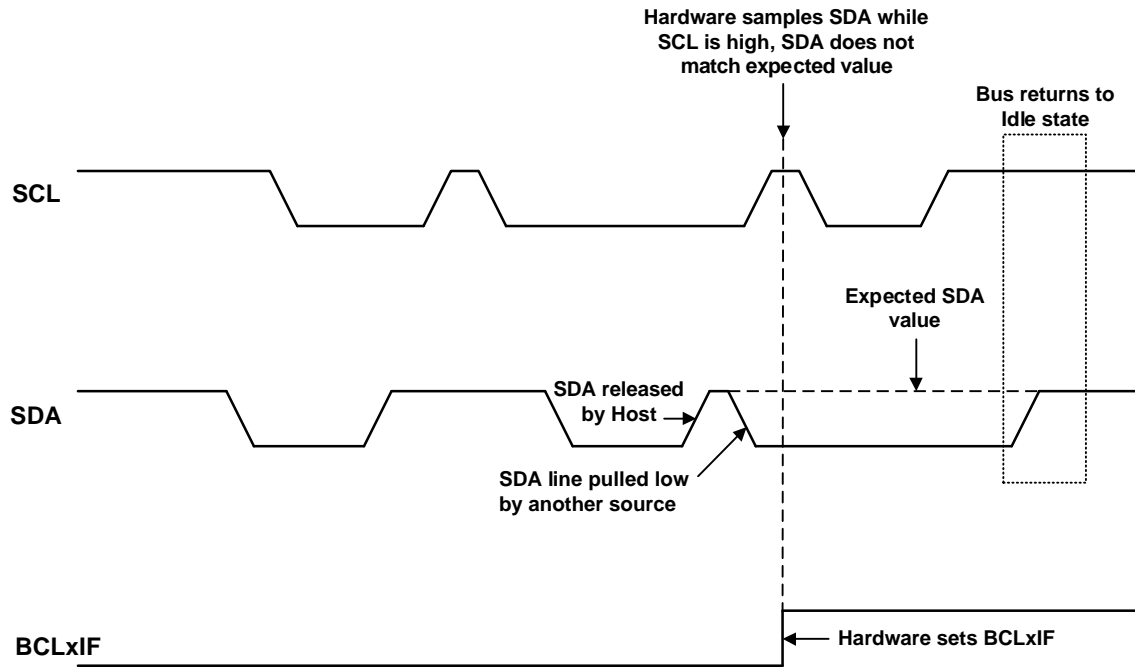 Hardware samples SDA while
SCL is high, SDA does not
match expected value
Bus returns to
Idle state
SCL
Expected SDA
value
SDA
SDA released
by Host
SDA line pulled low
by another source
BCLxIF
Hardware sets BCLxIF